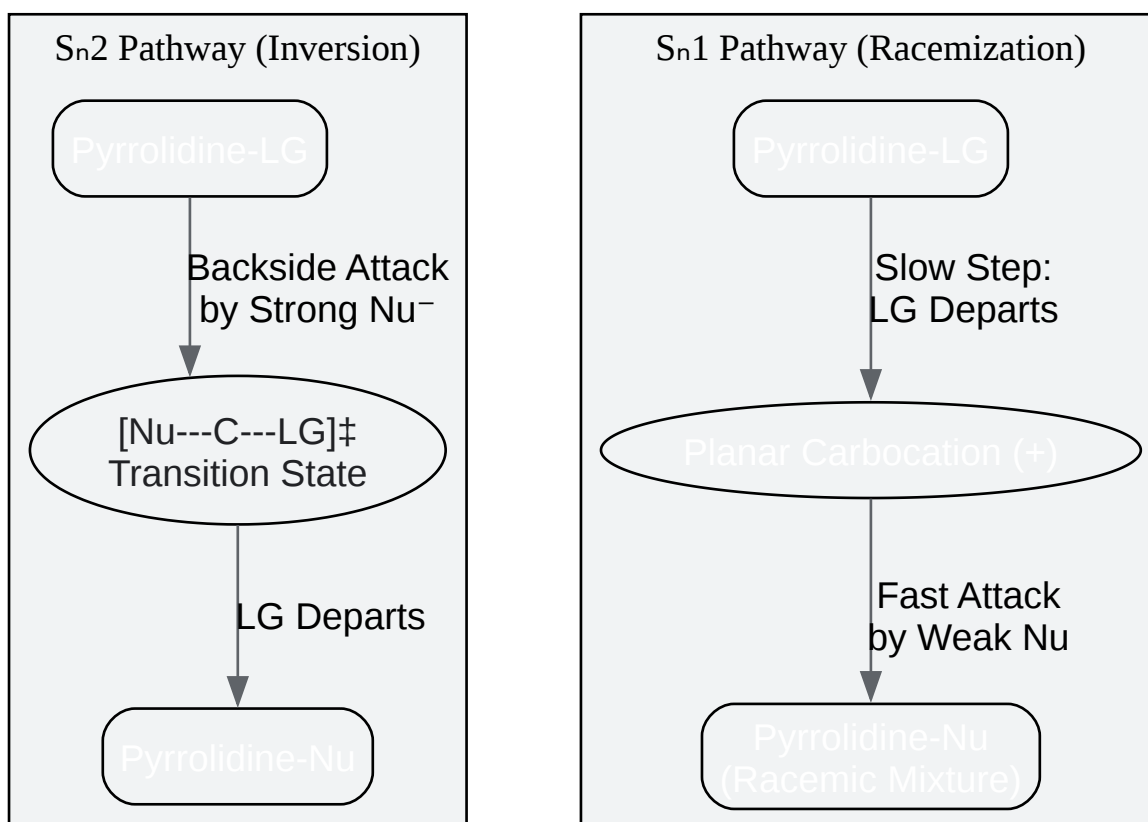 Sₙ2 Pathway (Inversion)
Pyrrolidine-LG
Backside Attack
by Strong Nu⁻
[Nu---C---LG]‡
Transition State
LG Departs
Pyrrolidine-Nu
Sₙ1 Pathway (Racemization)
Pyrrolidine-LG
Slow Step:
LG Departs
Planar Carbocation (+)
Fast Attack
by Weak Nu
Pyrrolidine-Nu
(Racemic Mixture)